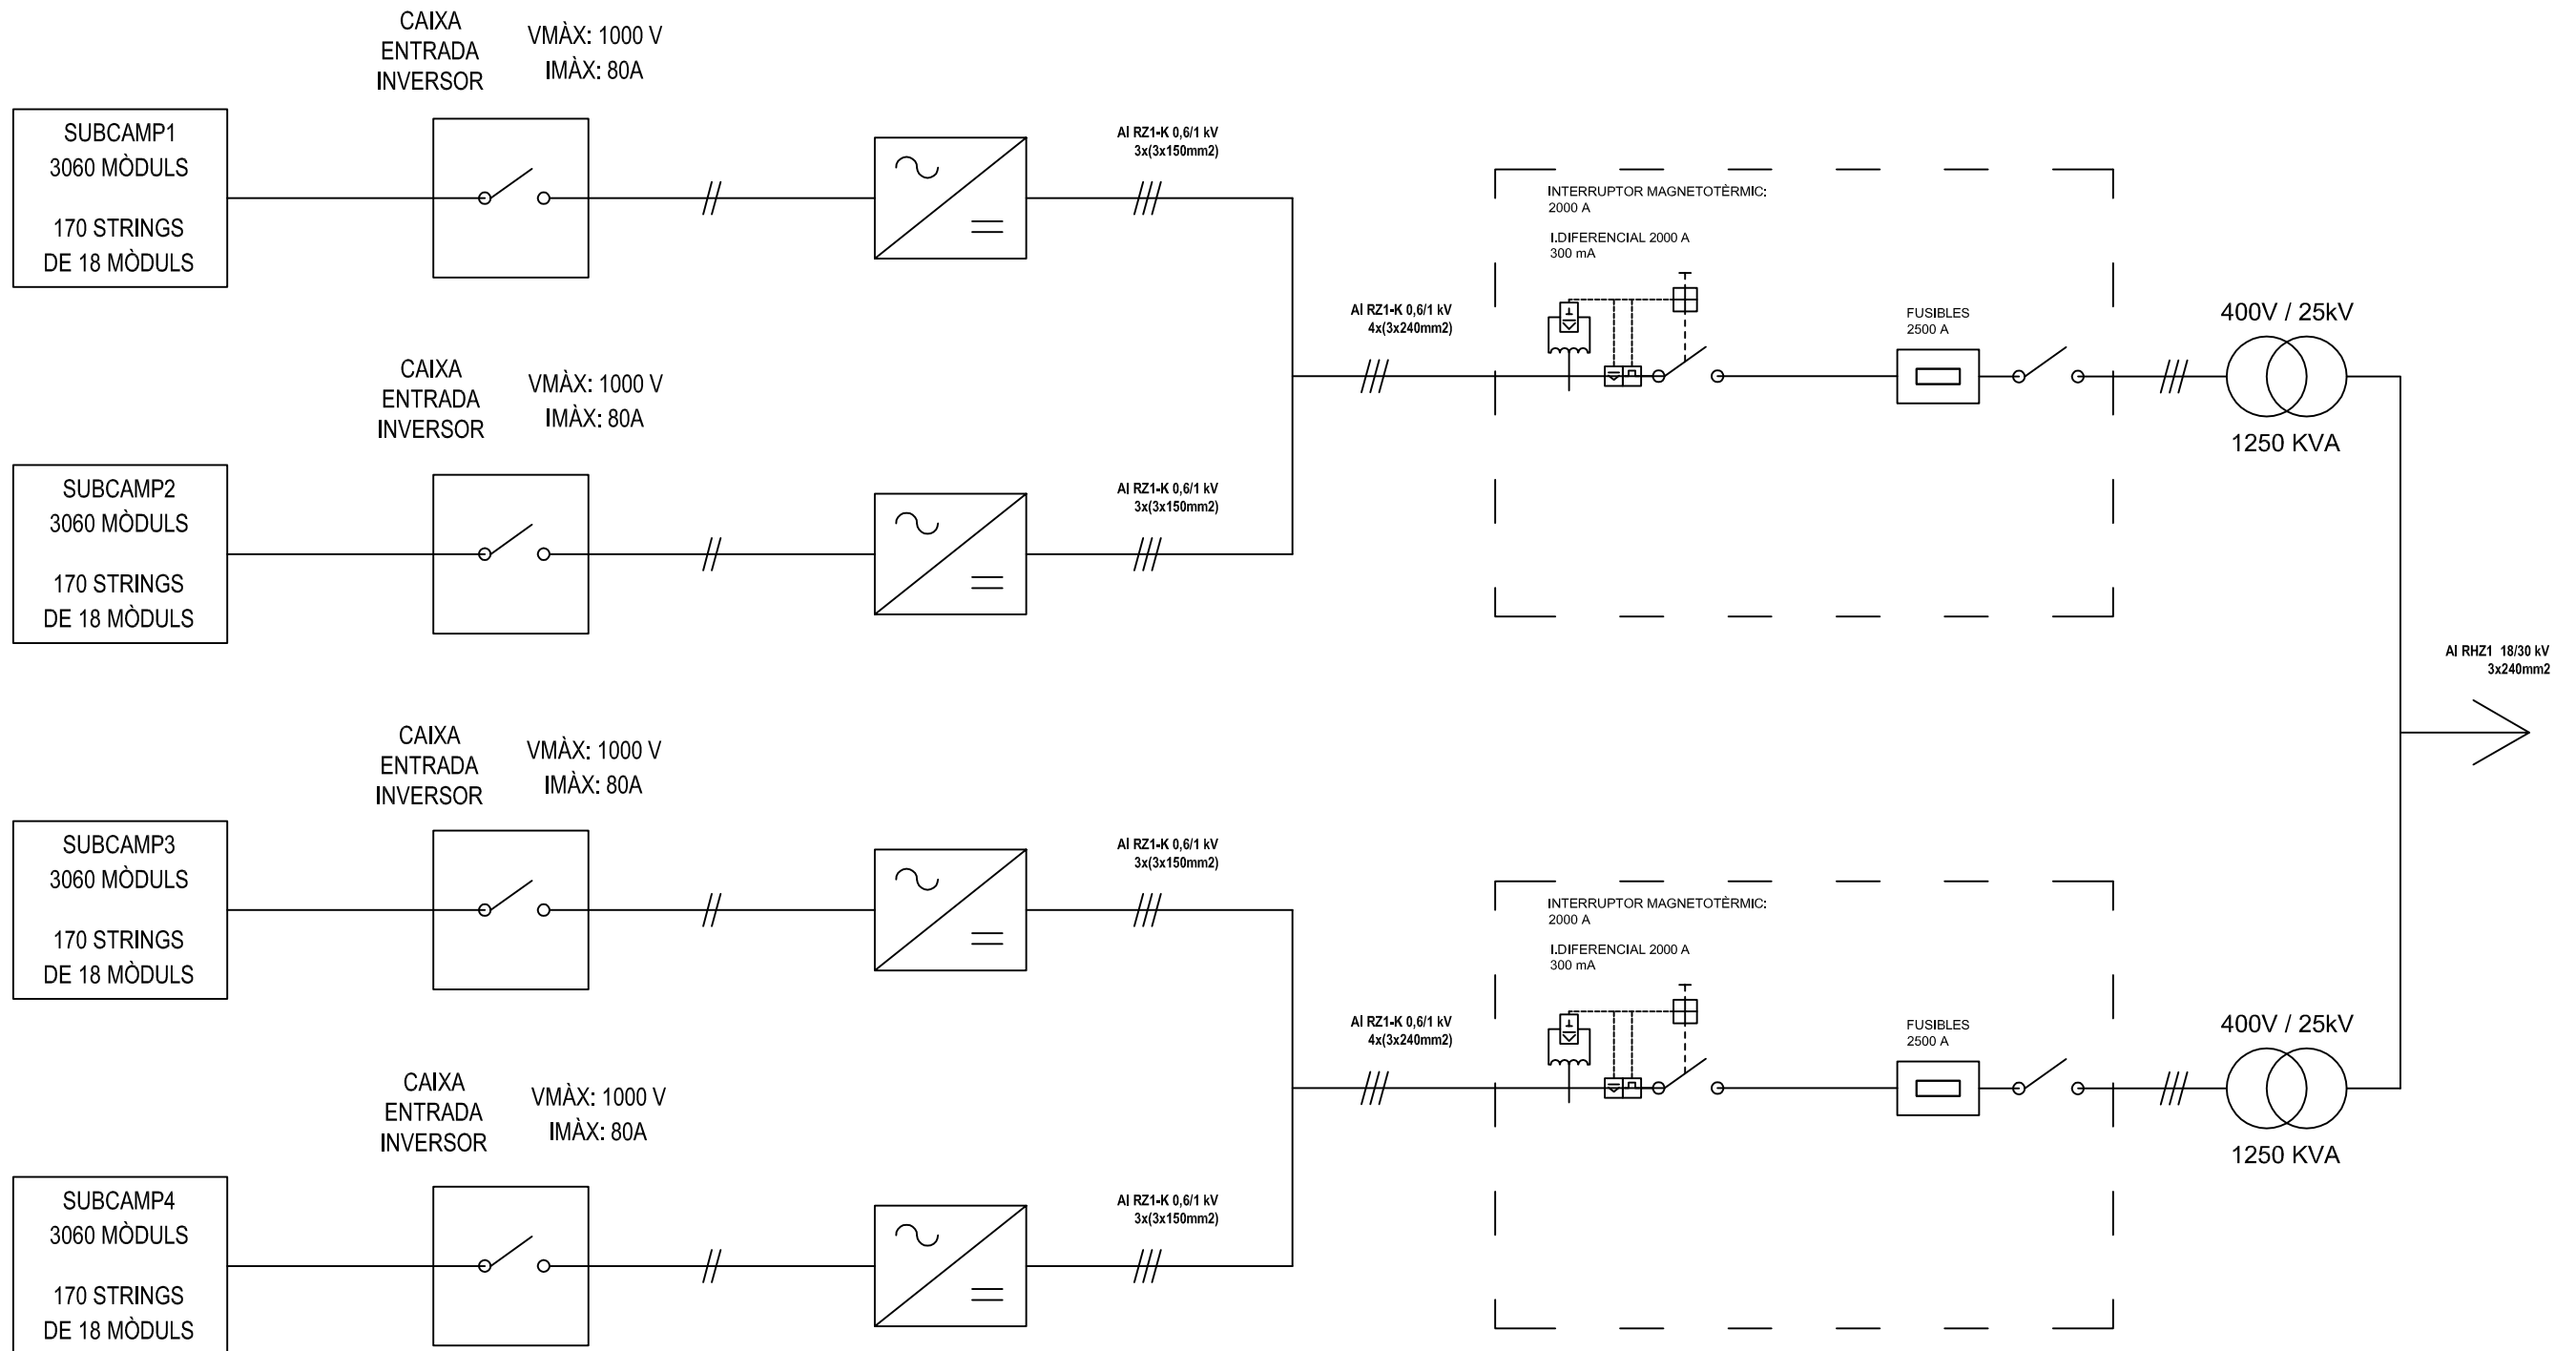 CAIXA
ENTRADA
INVERSOR
VMÀX: 1000 V
IMÀX: 80A
SUBCAMP1
3060 MÒDULS
170 STRINGS
DE 18 MÒDULS
Al RZ1-K 0,6/1 kV
3x(3x150mm2)
CAIXA
ENTRADA
INVERSOR
VMÀX: 1000 V
IMÀX: 80A
SUBCAMP2
3060 MÒDULS
170 STRINGS
DE 18 MÒDULS
Al RZ1-K 0,6/1 kV
3x(3x150mm2)
Al RZ1-K 0,6/1 kV
4x(3x240mm2)
INTERRUPTOR MAGNETOTÈRMIC:
2000 A
I.DIFERENCIAL 2000 A
300 mA
FUSIBLES
2500 A
400V / 25kV
1250 KVA
Al RHZ1 18/30 kV
3x240mm2
CAIXA
ENTRADA
INVERSOR
VMÀX: 1000 V
IMÀX: 80A
SUBCAMP3
3060 MÒDULS
170 STRINGS
DE 18 MÒDULS
Al RZ1-K 0,6/1 kV
3x(3x150mm2)
CAIXA
ENTRADA
INVERSOR
VMÀX: 1000 V
IMÀX: 80A
SUBCAMP4
3060 MÒDULS
170 STRINGS
DE 18 MÒDULS
Al RZ1-K 0,6/1 kV
3x(3x150mm2)
Al RZ1-K 0,6/1 kV
4x(3x240mm2)
INTERRUPTOR MAGNETOTÈRMIC:
2000 A
I.DIFERENCIAL 2000 A
300 mA
FUSIBLES
2500 A
400V / 25kV
1250 KVA